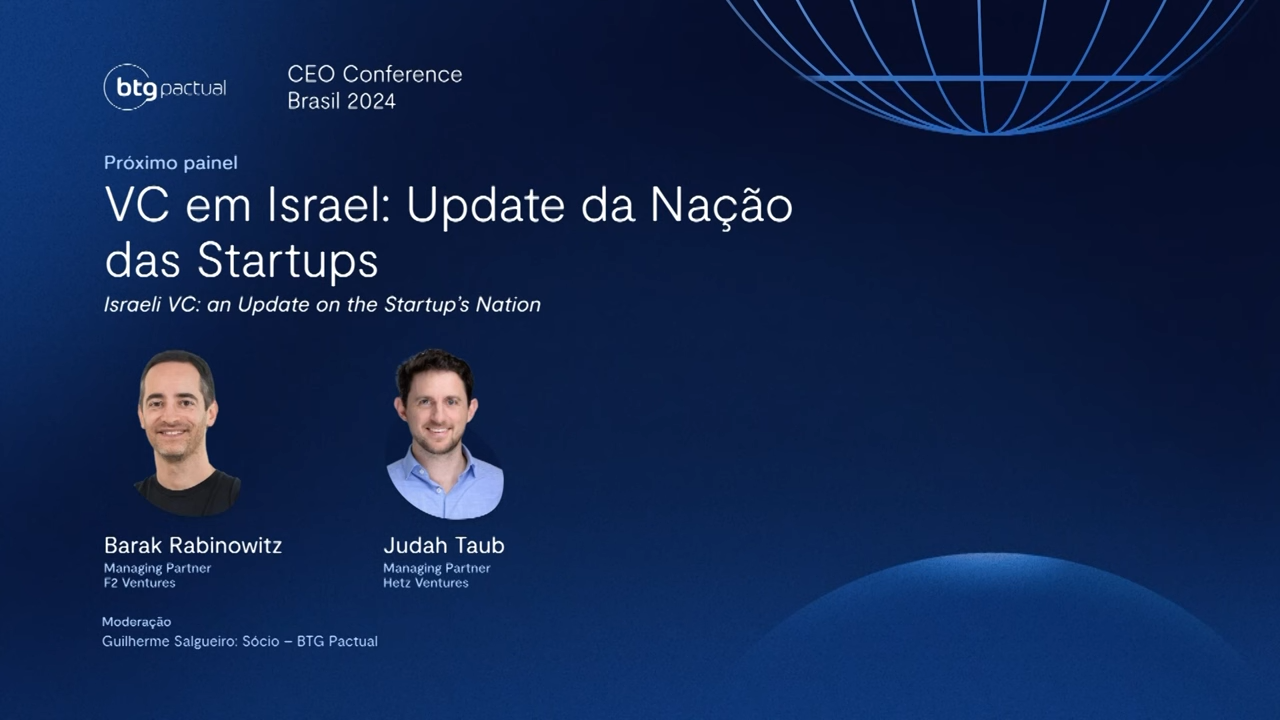 btg pactual
CEO Conference
Brasil 2024
Próximo painel
VC em Israel: Update da Nação
das Startups
Israeli VC: an Update on the Startup's Nation
Barak Rabinowitz
Managing Partner
F2 Ventures
Judah Taub
Managing Partner
Hetz Ventures
Moderação
Guilherme Salgueiro: Sócio – BTG Pactual